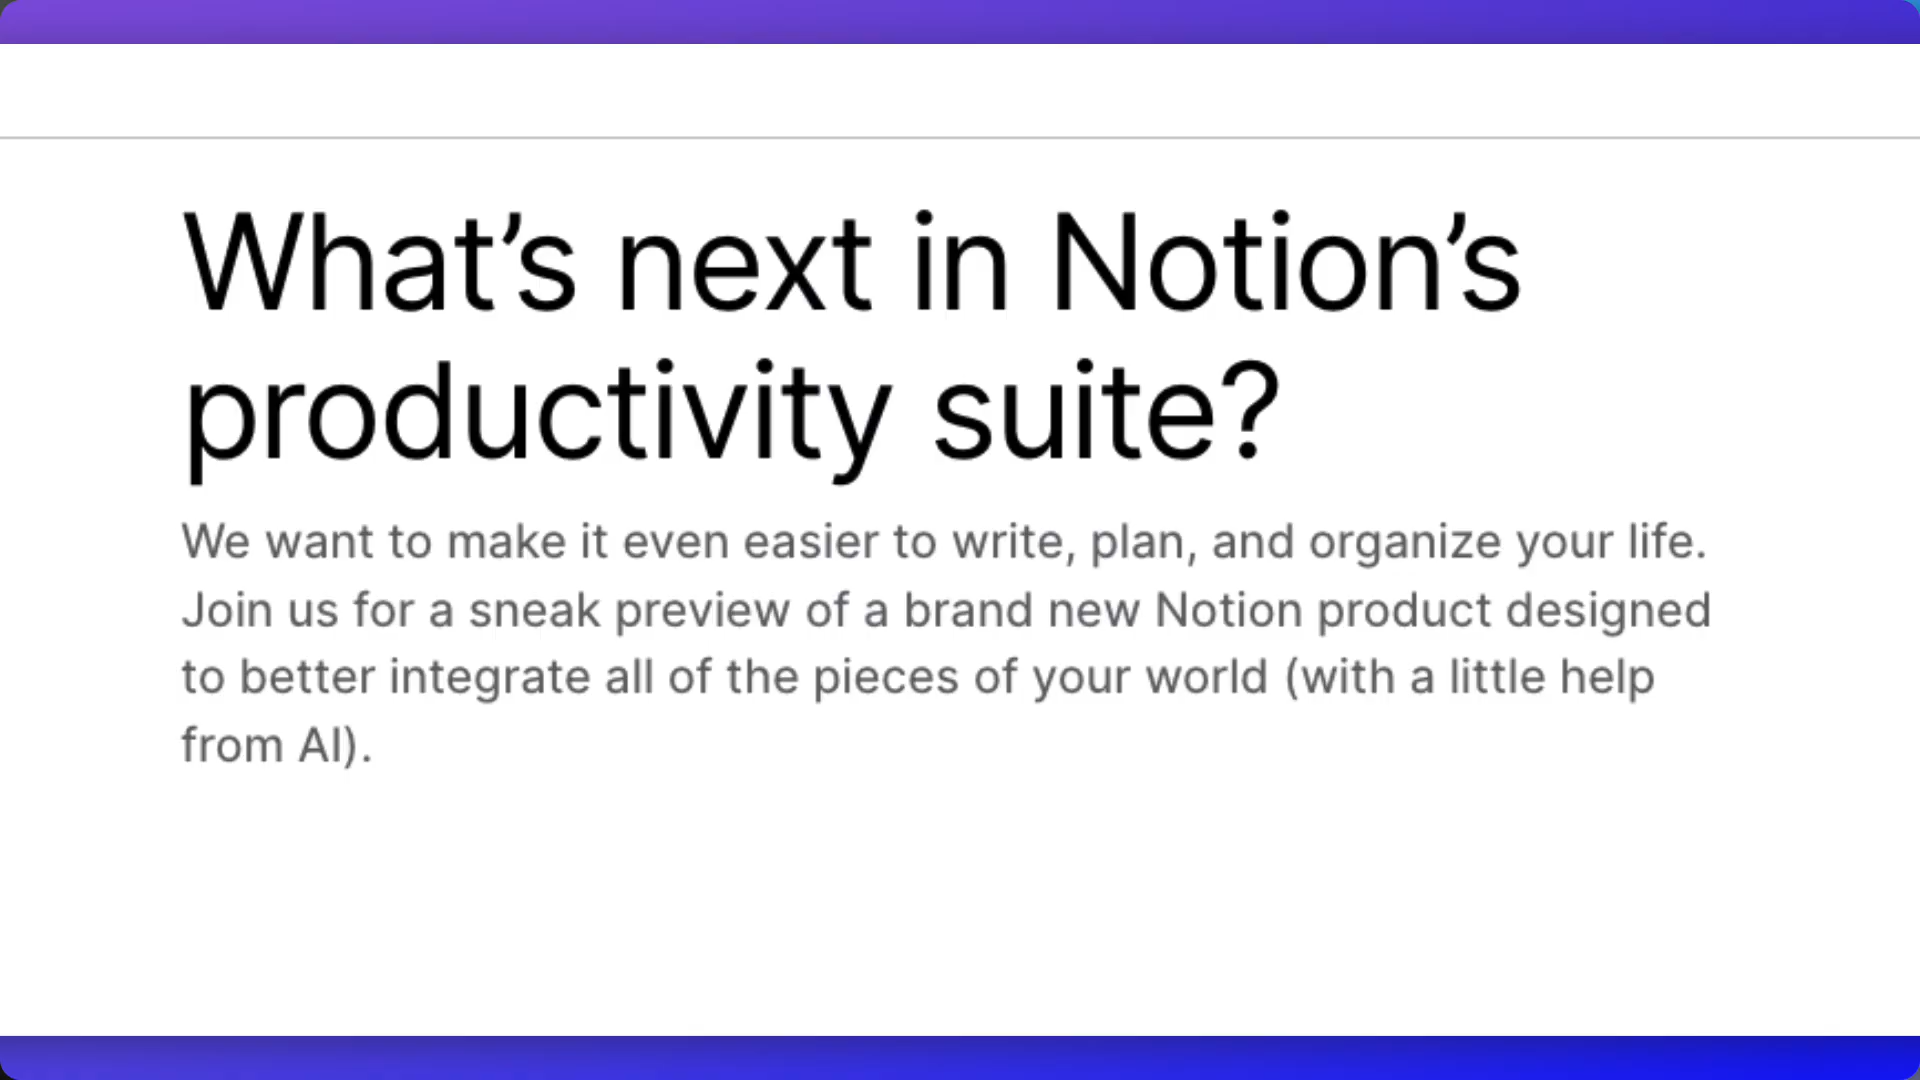 What’s next in Notion’s
productivity suite?
We want to make it even easier to write, plan, and organize your life.
Join us for a sneak preview of a brand new Notion product designed
to better integrate all of the pieces of your world (with a little help
from AI).